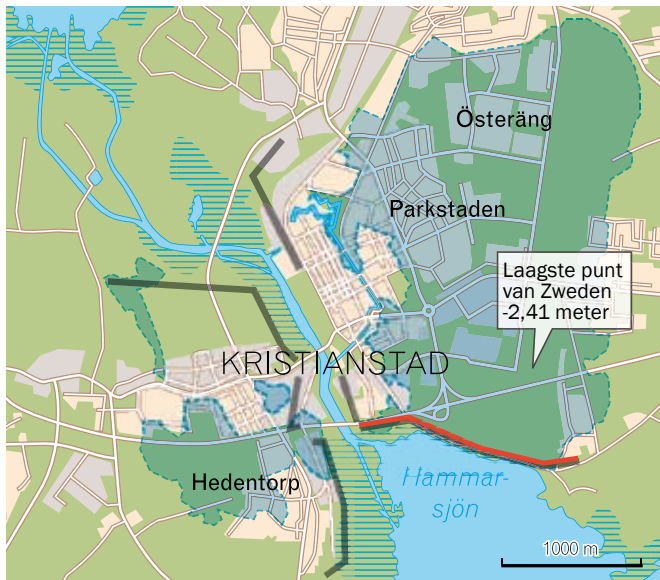 Österäng
Parkstaden
Laagste punt
van Zweden
-2,41 meter
KRISTIANSTAD
Hedentorp
Hammar-
sjön
1000 m